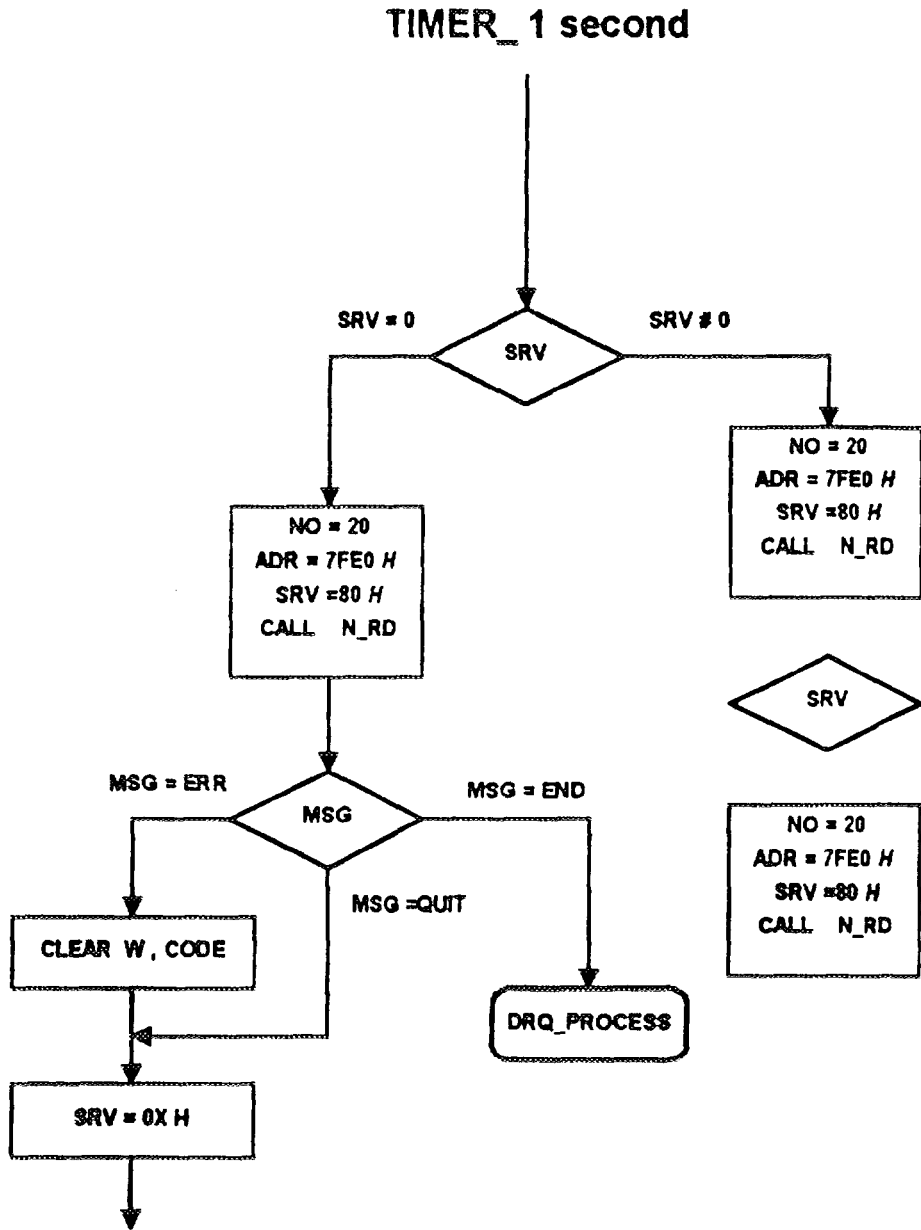 TIMER_ 1 second
SRV = 0
SRV # 0
SRV
NO = 20
ADR = 7FE0 H
SRV =80 H
CALL N_RD
NO = 20
ADR = 7FE0 H
SRV =80 H
CALL N_RD
SRV
MSG = ERR
MSG = END
MSG
MSG =QUIT
NO = 20
ADR = 7FE0 H
SRV =80 H
CALL N_RD
CLEAR W , CODE
DRQ_PROCESS
SRV = 0X H